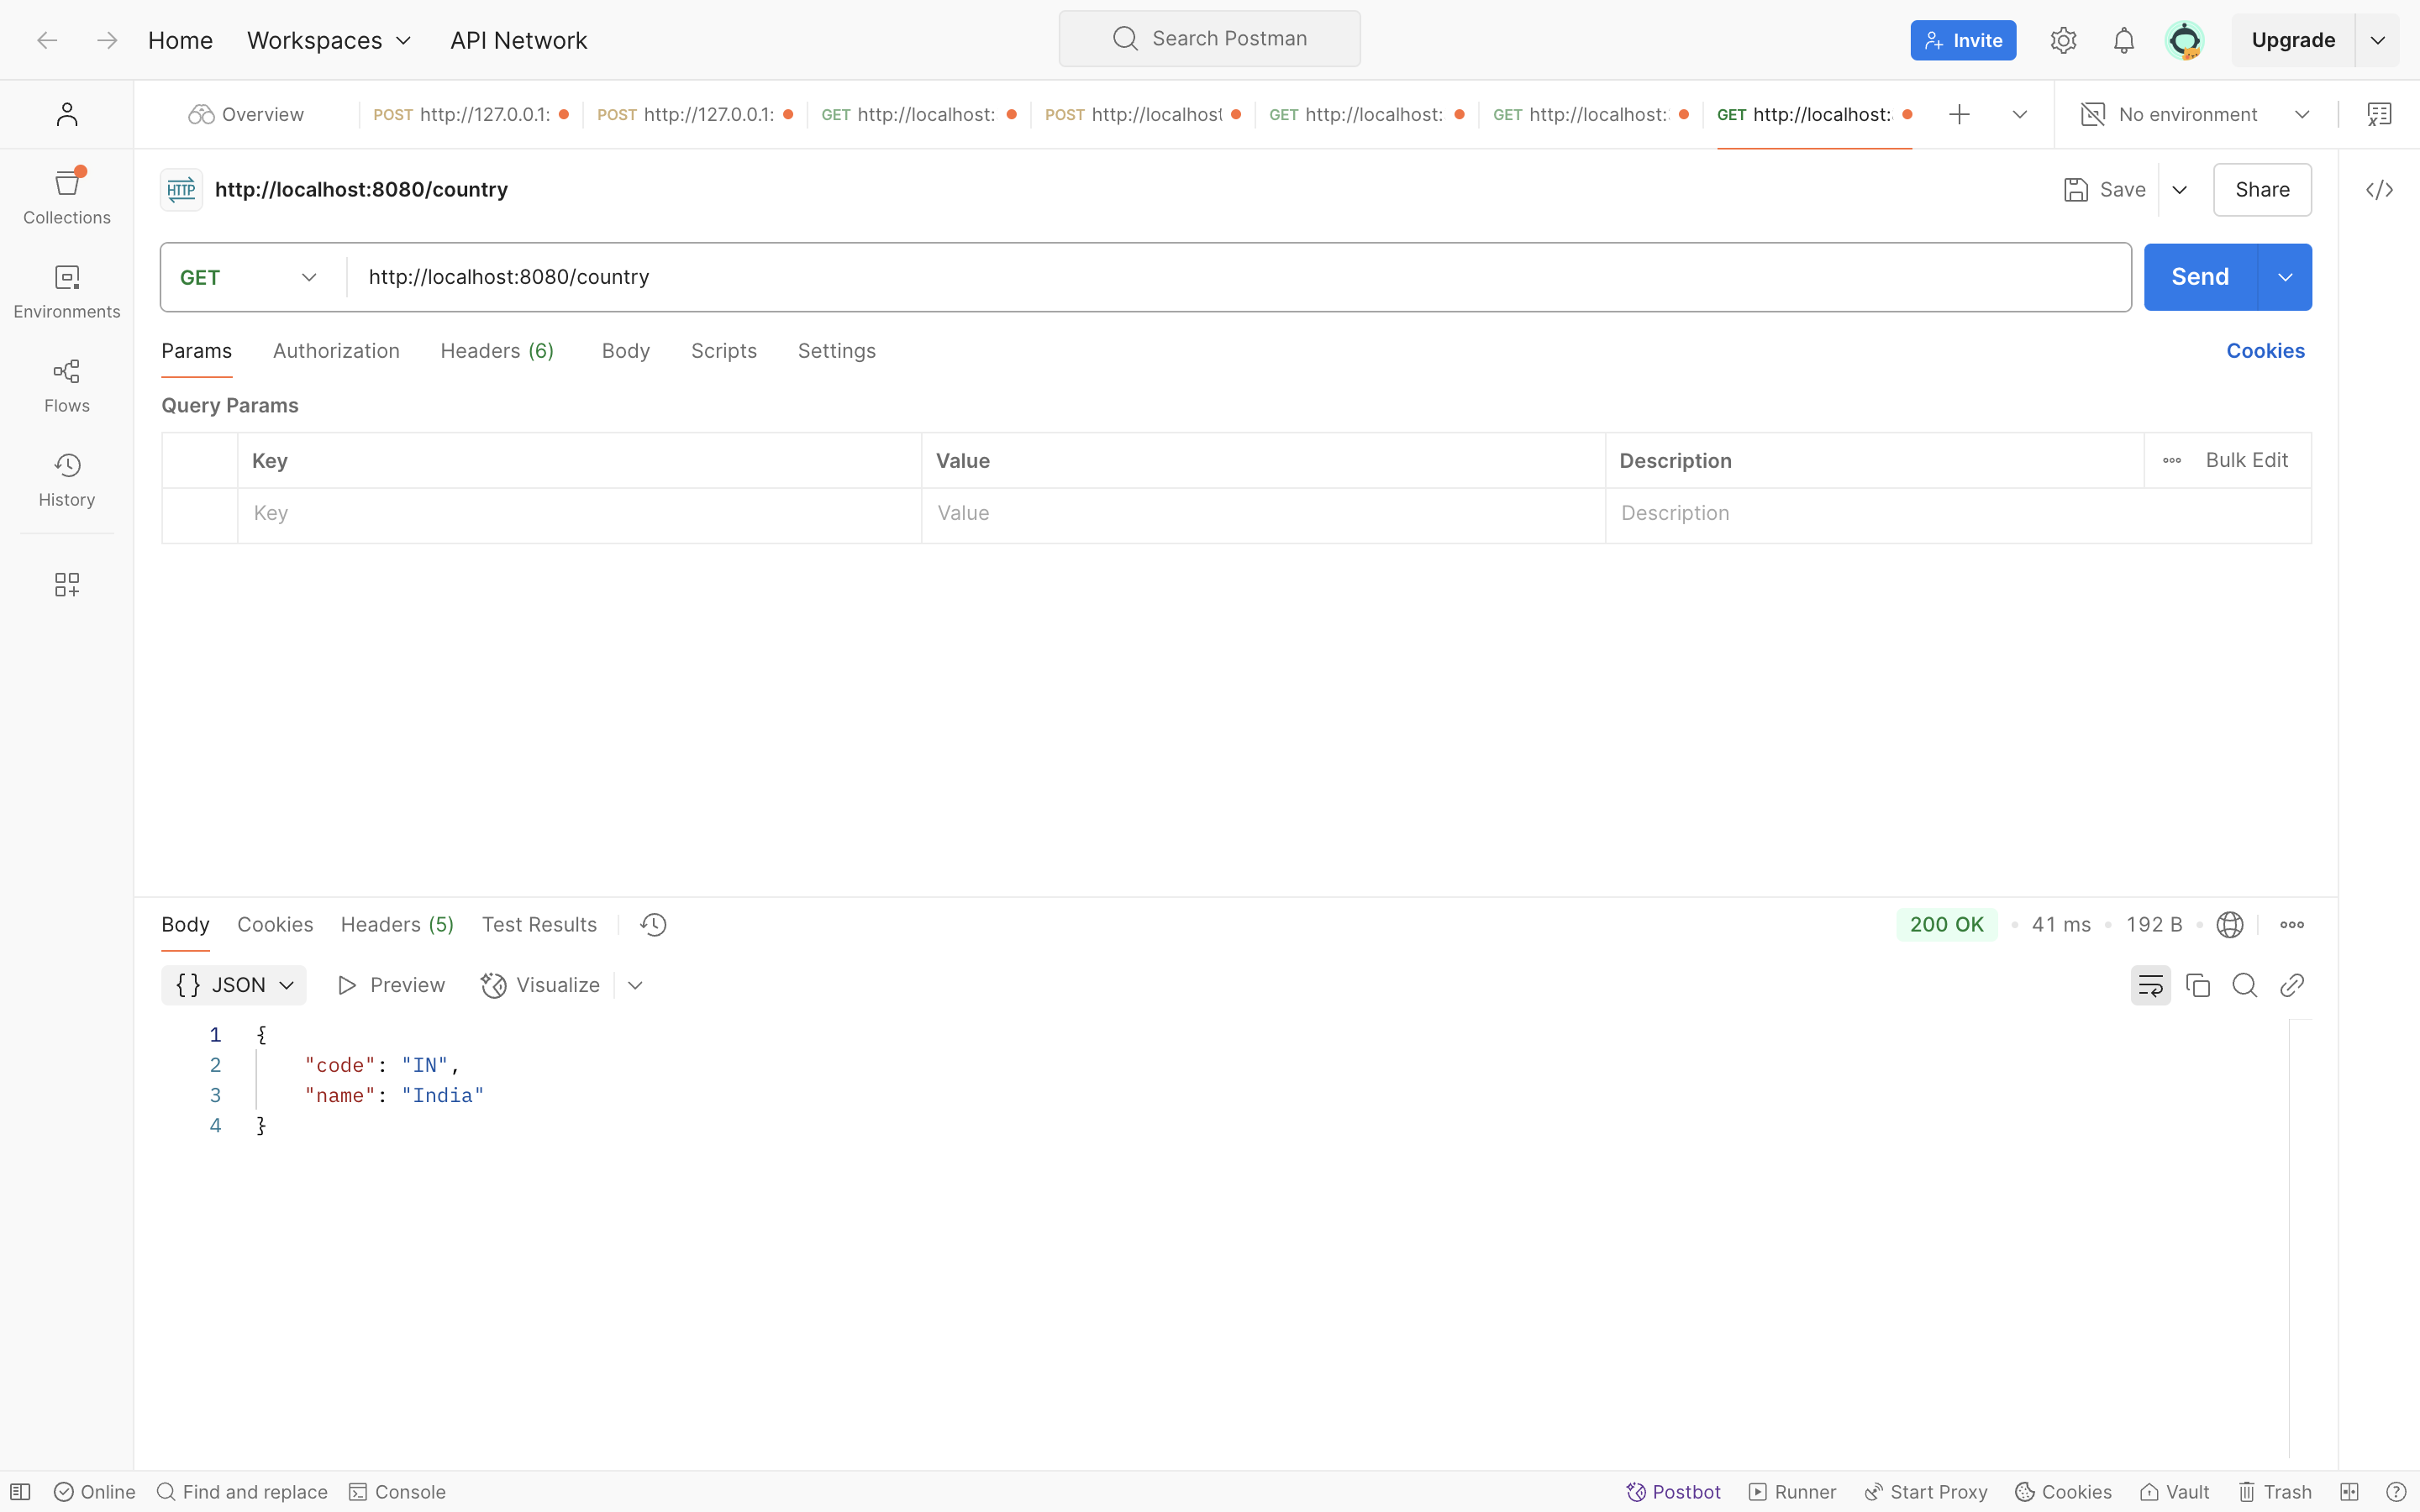 Home Workspaces API Network Search Postman Invite Upgrade
Overview POST http://127.0.0.1: POST http://127.0.0.1: GET http://localhost: POST http://localhost GET http://localhost: GET http://localhost: GET http://localhost: No environment
HTTP http://localhost:8080/country Save Share
Collections
GET http://localhost:8080/country Send
Environments
Params Authorization Headers (6) Body Scripts Settings Cookies
Flows
Query Params
Key Value Description Bulk Edit
History
Key Value Description
Body Cookies Headers (5) Test Results 200 OK 41 ms 192 B
{} JSON Preview Visualize
1 {
2 "code": "IN",
3 "name": "India"
4 }
Online Find and replace Console Postbot Runner Start Proxy Cookies Vault Trash